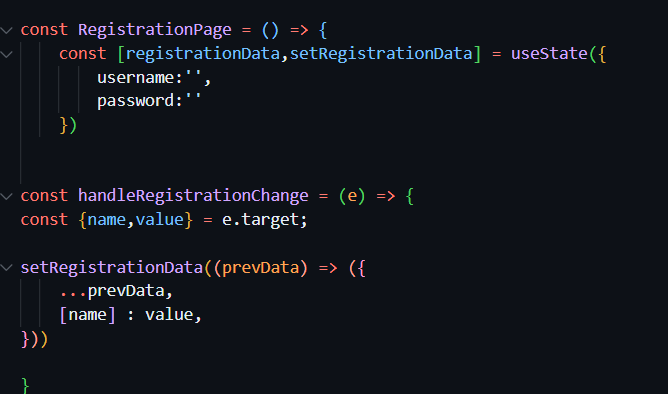 const RegistrationPage = () => {
    const [registrationData,setRegistrationData] = useState({
        username:'',
        password:''
    })
const handleRegistrationChange = (e) => {
const {name,value} = e.target;
setRegistrationData((prevData) => ({
    ...prevData,
    [name] : value,
}))
}